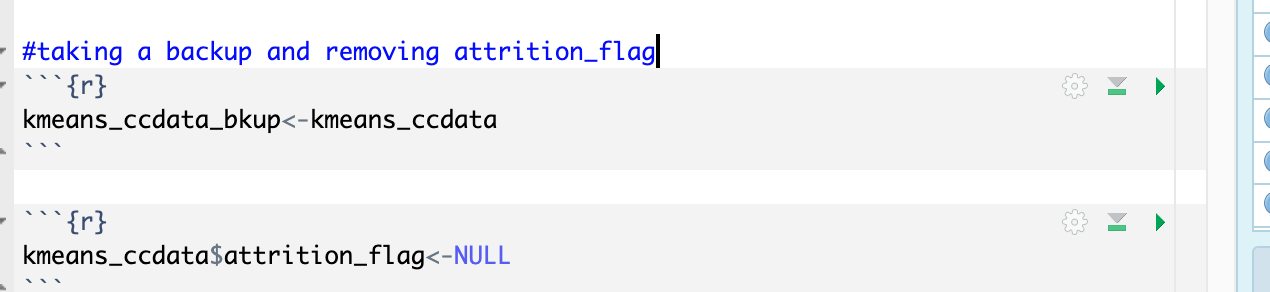 #taking a backup and removing attrition_flag
```{r}
kmeans_ccdata_bkup<-kmeans_ccdata
```
```{r}
kmeans_ccdata$attrition_flag<-NULL
```